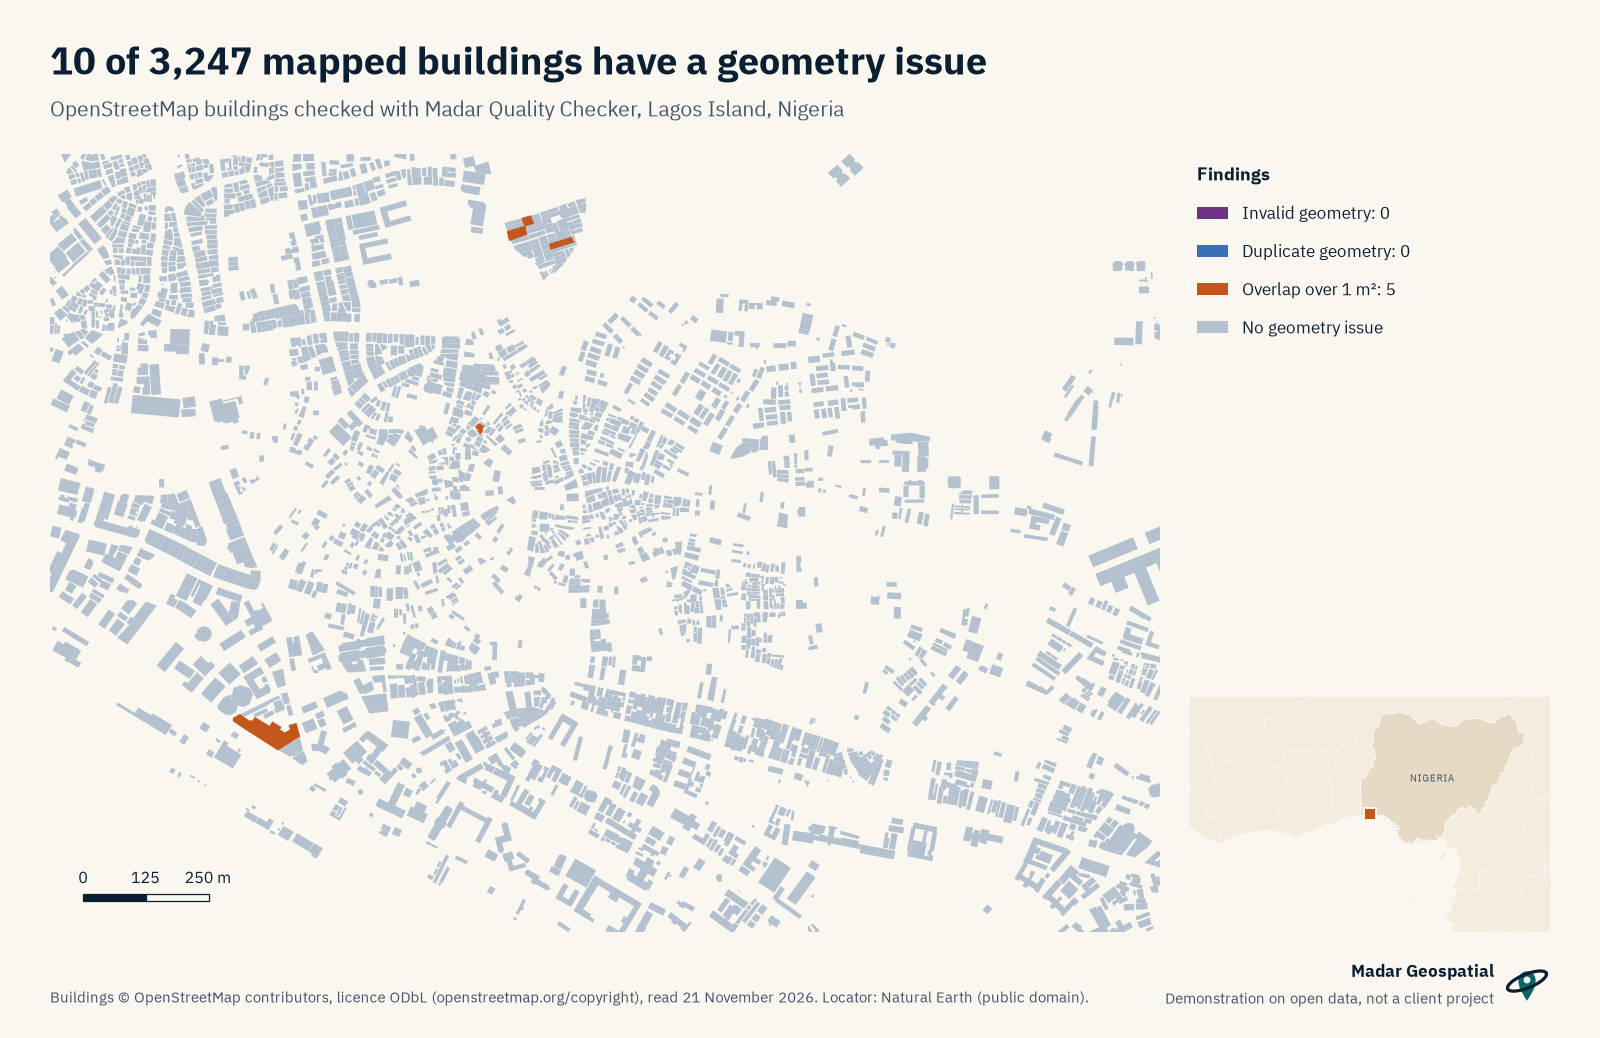 10 of 3,247 mapped buildings have a geometry issue
OpenStreetMap buildings checked with Madar Quality Checker, Lagos Island, Nigeria
Findings
Invalid geometry: 0
Duplicate geometry: 0
Overlap over 1 m²: 5
No geometry issue
NIGERIA
0 125 250 m
Madar Geospatial
Buildings © OpenStreetMap contributors, licence ODbL (openstreetmap.org/copyright), read 21 November 2026. Locator: Natural Earth (public domain).
Demonstration on open data, not a client project